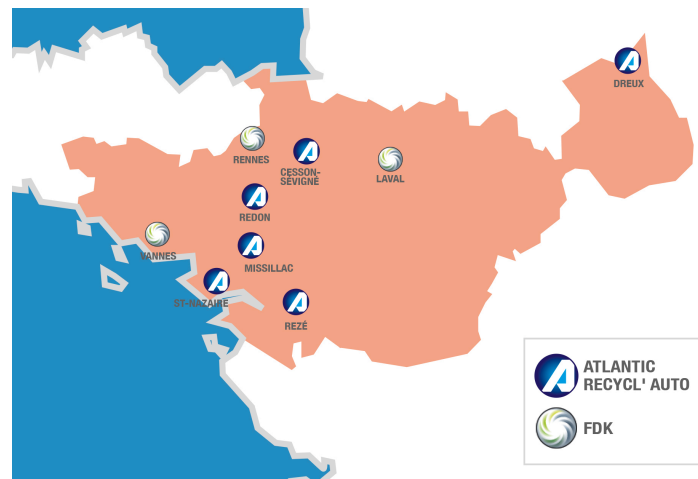 DREUX
RENNES
CESSON-
SÉVIGNÉ
LAVAL
REDON
VANNES
MISSILLAC
ST-NAZAIRE
REZÉ
ATLANTIC
RECYCL' AUTO
FDK